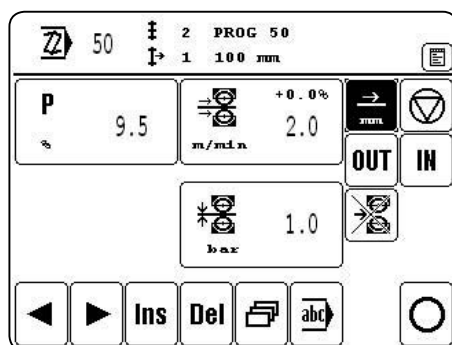 50
2 PROG 50
1 100 mm
P
% 9.5
+0.0%
m/min 2.0
mm
OUT IN
bar 1.0
Ins Del abc